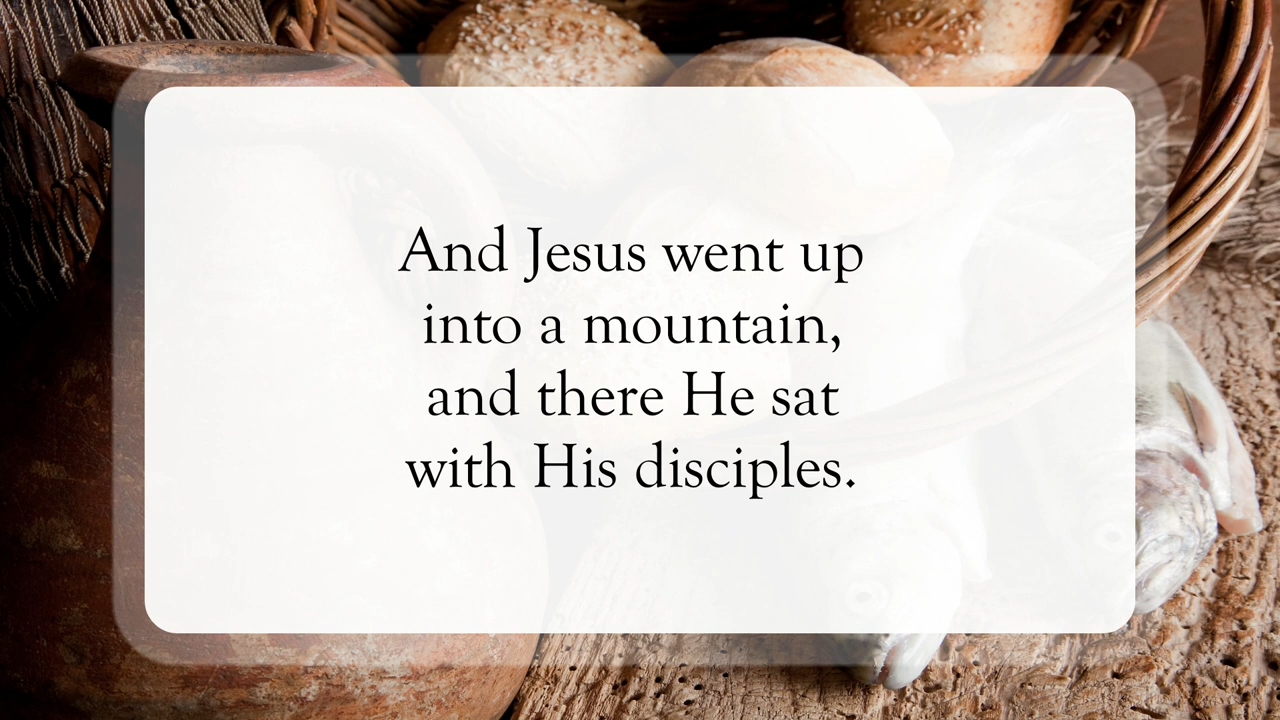 And Jesus went up
into a mountain,
and there He sat
with His disciples.